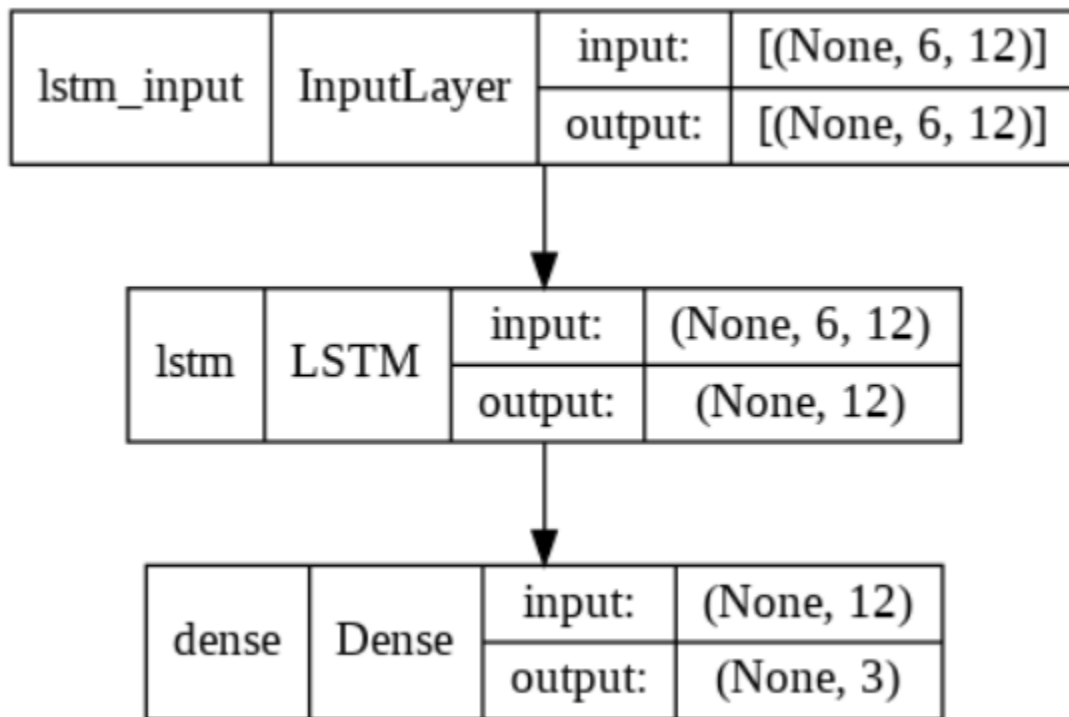 lstm_input InputLayer input: [(None, 6, 12)]
output: [(None, 6, 12)]
lstm LSTM input: (None, 6, 12)
output: (None, 12)
dense Dense input: (None, 12)
output: (None, 3)